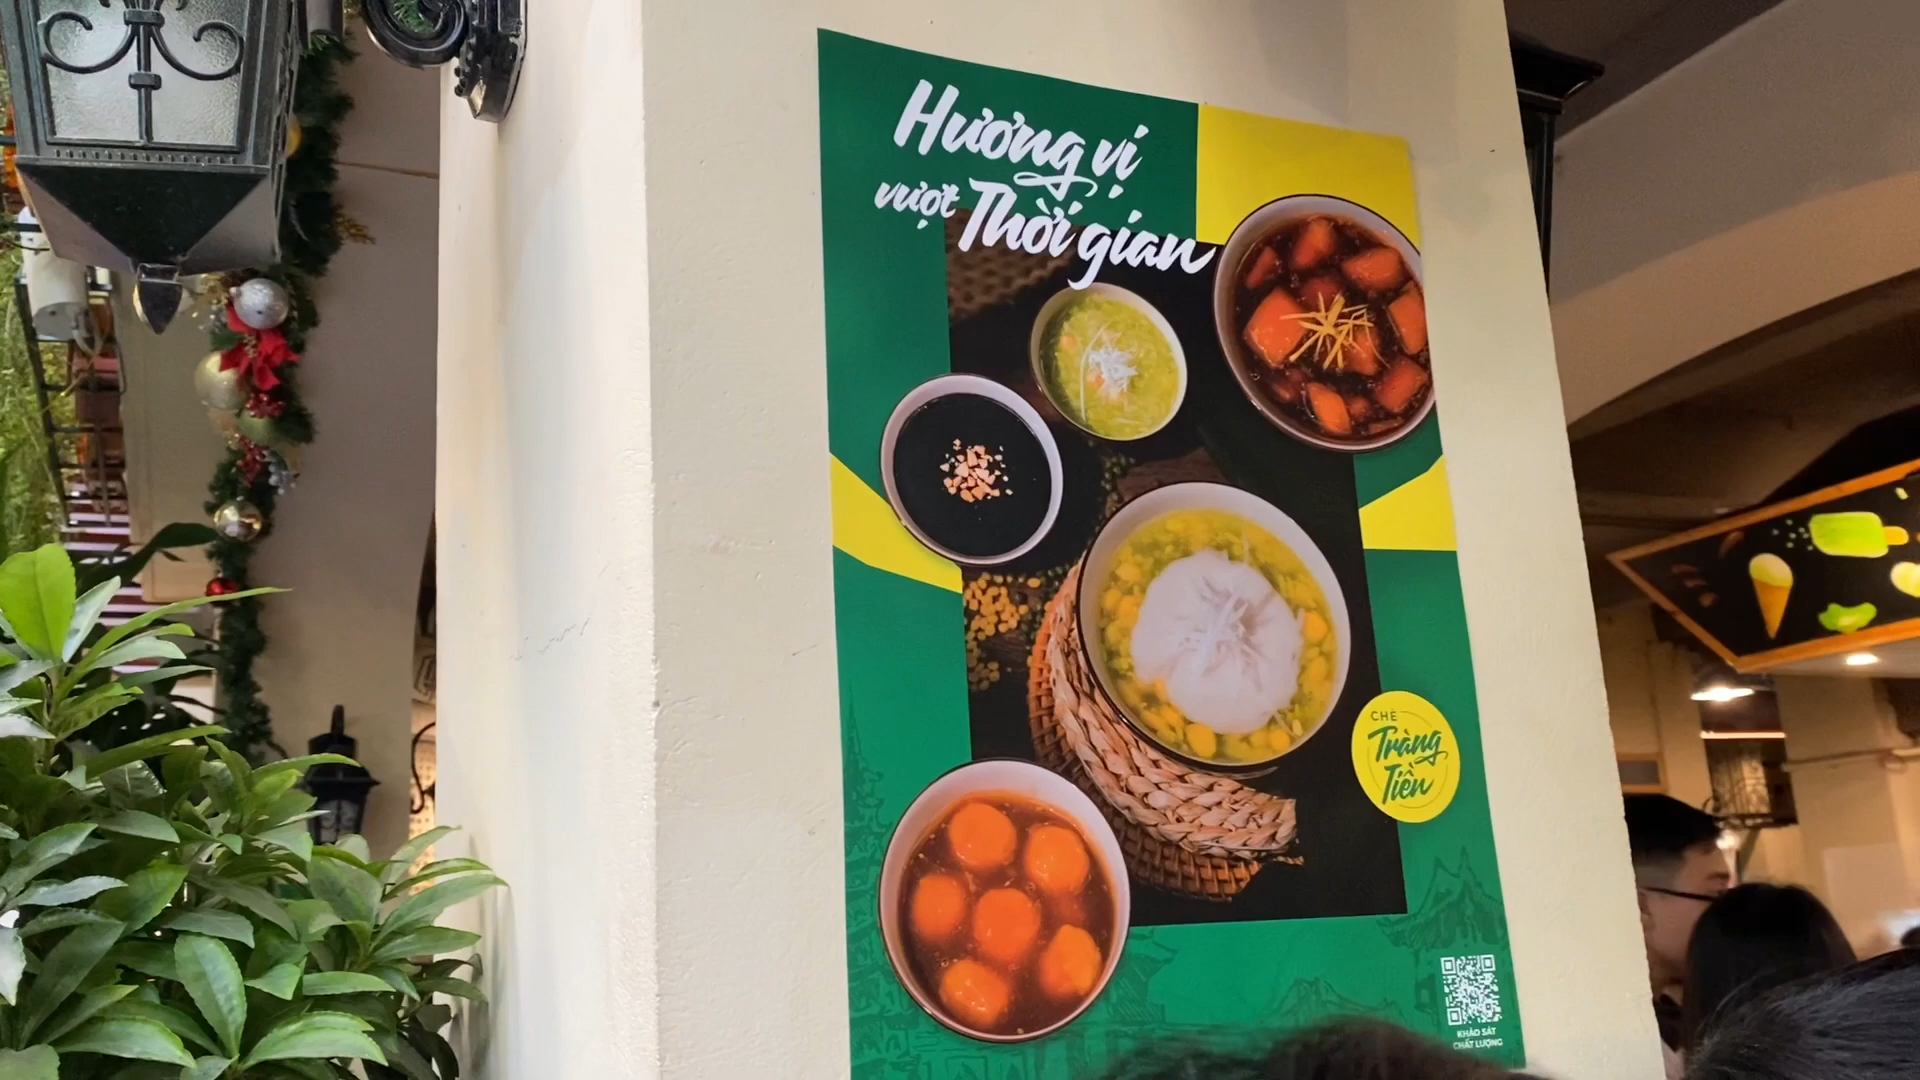 Hương vị
vượt Thời gian
CHÈ
Tràng
Tiền
KHẢO SÁT
CHẤT LƯỢNG